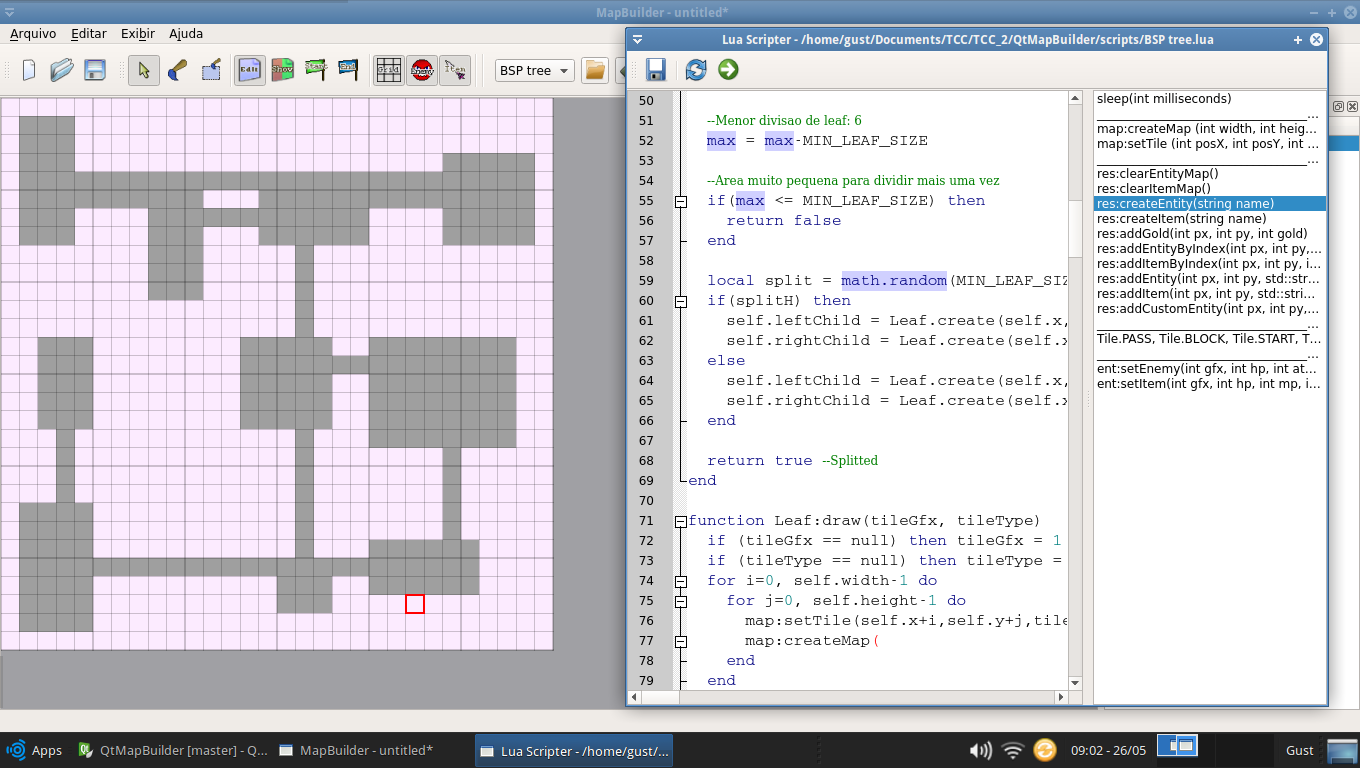 MapBuilder - untitled*
Arquivo Editar Exibir Ajuda
Edit Show Start End Grid Enemy Item BSP tree
Lua Scripter - /home/gust/Documents/TCC/TCC_2/QtMapBuilder/scripts/BSP tree.lua
50
51 --Menor divisao de leaf: 6
52 max = max-MIN_LEAF_SIZE
53
54 --Area muito pequena para dividir mais uma vez
55 if(max <= MIN_LEAF_SIZE) then
56 return false
57 end
58
59 local split = math.random(MIN_LEAF_SIZ
60 if(splitH) then
61 self.leftChild = Leaf.create(self.x,
62 self.rightChild = Leaf.create(self.x
63 else
64 self.leftChild = Leaf.create(self.x,
65 self.rightChild = Leaf.create(self.x
66 end
67
68 return true --Splitted
69 end
70
71 function Leaf:draw(tileGfx, tileType)
72 if (tileGfx == null) then tileGfx = 1
73 if (tileType == null) then tileType =
74 for i=0, self.width-1 do
75 for j=0, self.height-1 do
76 map:setTile(self.x+i,self.y+j,tile
77 map:createMap(
78 end
79 end
sleep(int milliseconds)
___________________________...
map:createMap (int width, int heig...
map:setTile (int posX, int posY, int ...
___________________________...
res:clearEntityMap()
res:clearItemMap()
res:createEntity(string name)
res:createItem(string name)
res:addGold(int px, int py, int gold)
res:addEntityByIndex(int px, int py,...
res:addItemByIndex(int px, int py, i...
res:addEntity(int px, int py, std::str...
res:addItem(int px, int py, std::stri...
res:addCustomEntity(int px, int py,...
___________________________...
Tile.PASS, Tile.BLOCK, Tile.START, T...
___________________________...
ent:setEnemy(int gfx, int hp, int at...
ent:setItem(int gfx, int hp, int mp, i...
Apps QtMapBuilder [master] - Q... MapBuilder - untitled* Lua Scripter - /home/gust/... 09:02 - 26/05 Gust